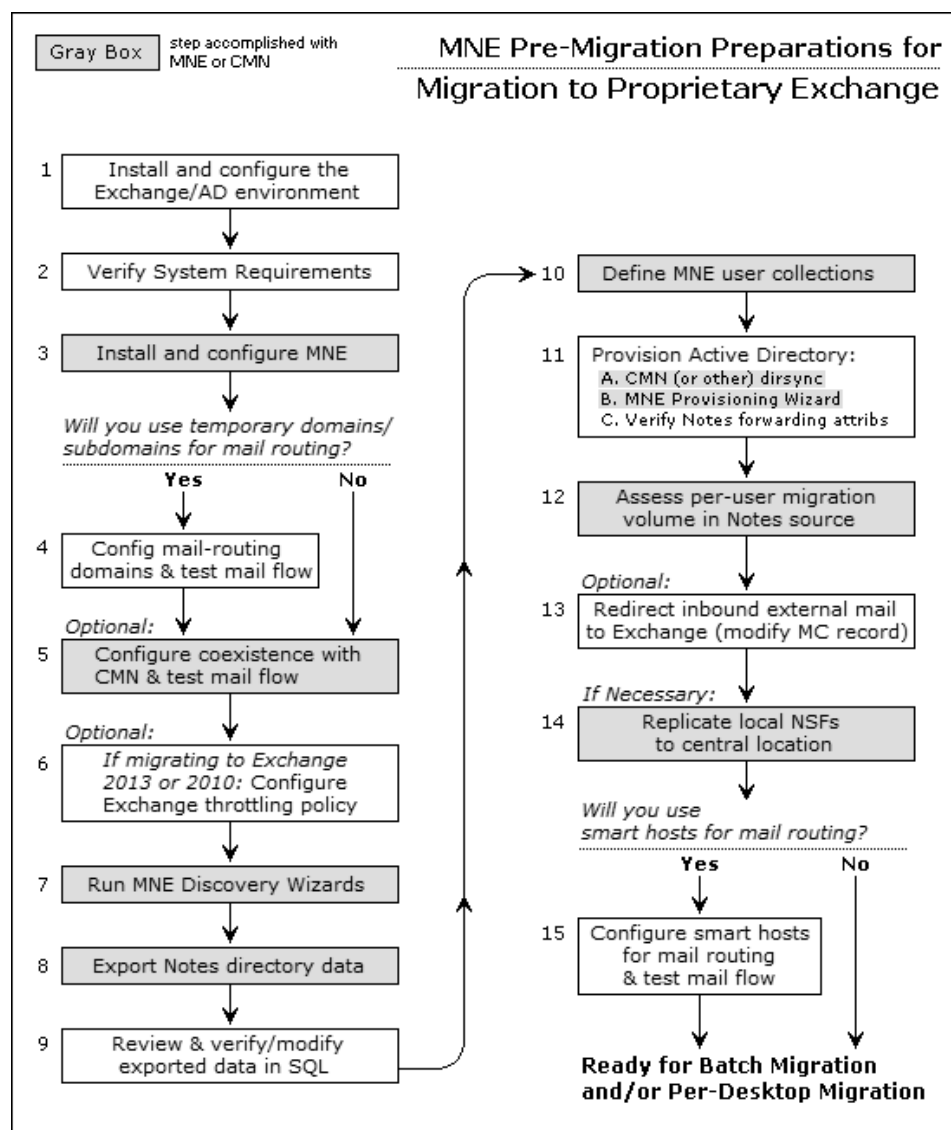 Gray Box
step accomplished with
MNE or CMN
MNE Pre-Migration Preparations for
Migration to Proprietary Exchange
1
Install and configure the
Exchange/AD environment
2
Verify System Requirements
3
Install and configure MNE
Will you use temporary domains/
subdomains for mail routing?
Yes
No
4
Config mail-routing
domains & test mail flow
Optional:
5
Configure coexistence with
CMN & test mail flow
Optional:
6
If migrating to Exchange
2013 or 2010: Configure
Exchange throttling policy
7
Run MNE Discovery Wizards
8
Export Notes directory data
9
Review & verify/modify
exported data in SQL
10
Define MNE user collections
11
Provision Active Directory:
A. CMN (or other) dirsync
B. MNE Provisioning Wizard
C. Verify Notes forwarding attribs
12
Assess per-user migration
volume in Notes source
Optional:
13
Redirect inbound external mail
to Exchange (modify MC record)
If Necessary:
14
Replicate local NSFs
to central location
Will you use
smart hosts for mail routing?
Yes
No
15
Configure smart hosts
for mail routing
& test mail flow
Ready for Batch Migration
and/or Per-Desktop Migration